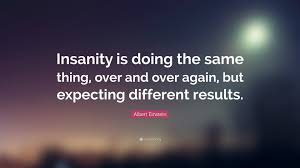 Insanity is doing the same
thing, over and over again, but
expecting different results.
Albert Einstein